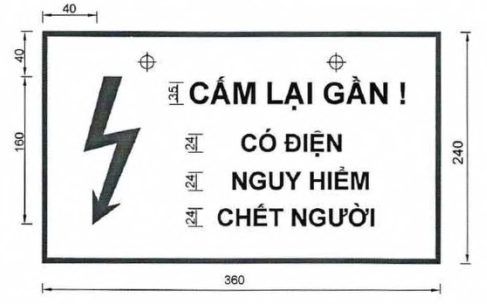 40
40
35 CẤM LẠI GẦN !
160
24 CÓ ĐIỆN
240
24 NGUY HIỂM
24 CHẾT NGƯỜI
360